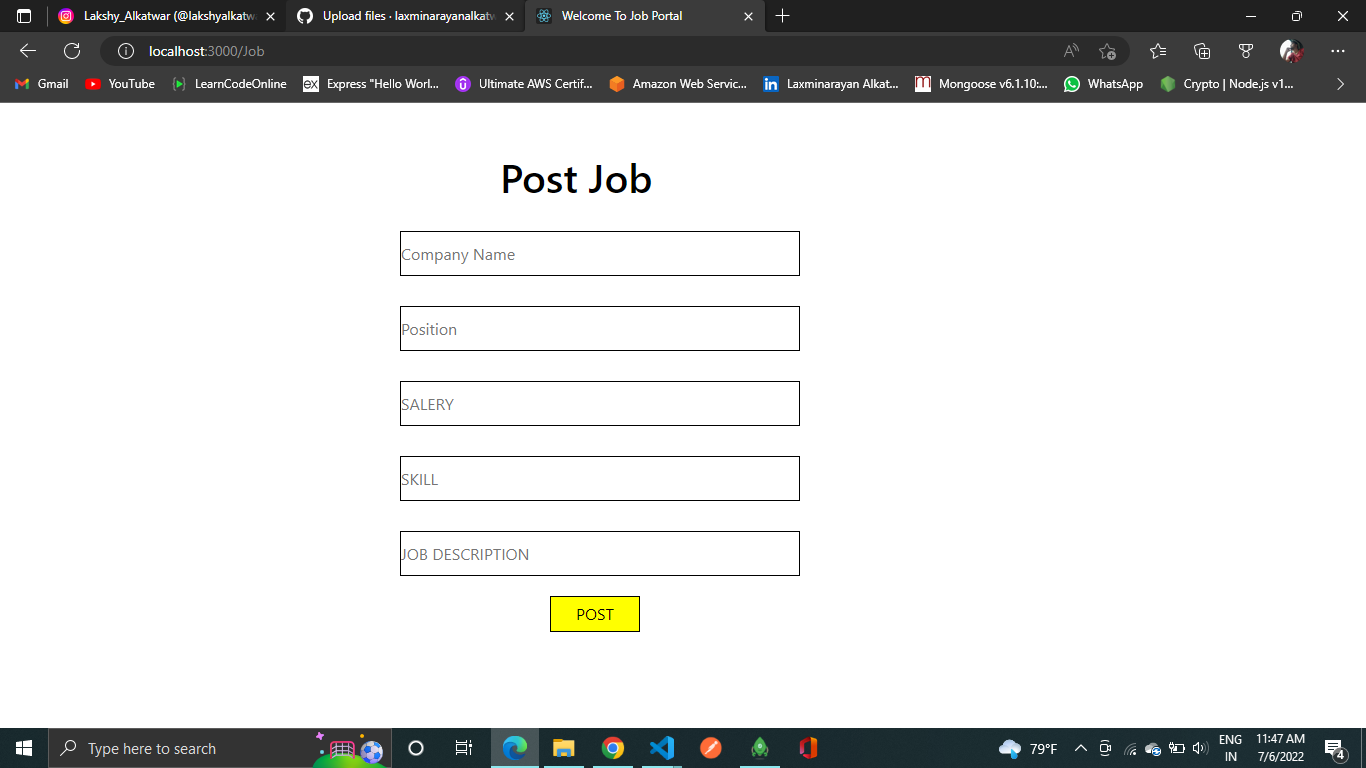 Lakshy_Alkatwar (@lakshyalkatwa
Upload files · laxminarayanalkatw
Welcome To Job Portal
localhost:3000/Job
Gmail
YouTube
LearnCodeOnline
ex Express "Hello Worl...
Ultimate AWS Certif...
Amazon Web Servic...
in Laxminarayan Alkat...
Mongoose v6.1.10:...
WhatsApp
Crypto | Node.js v1...
Post Job
Company Name
Position
SALERY
SKILL
JOB DESCRIPTION
POST
Type here to search
79°F
ENG
IN
11:47 AM
7/6/2022
4